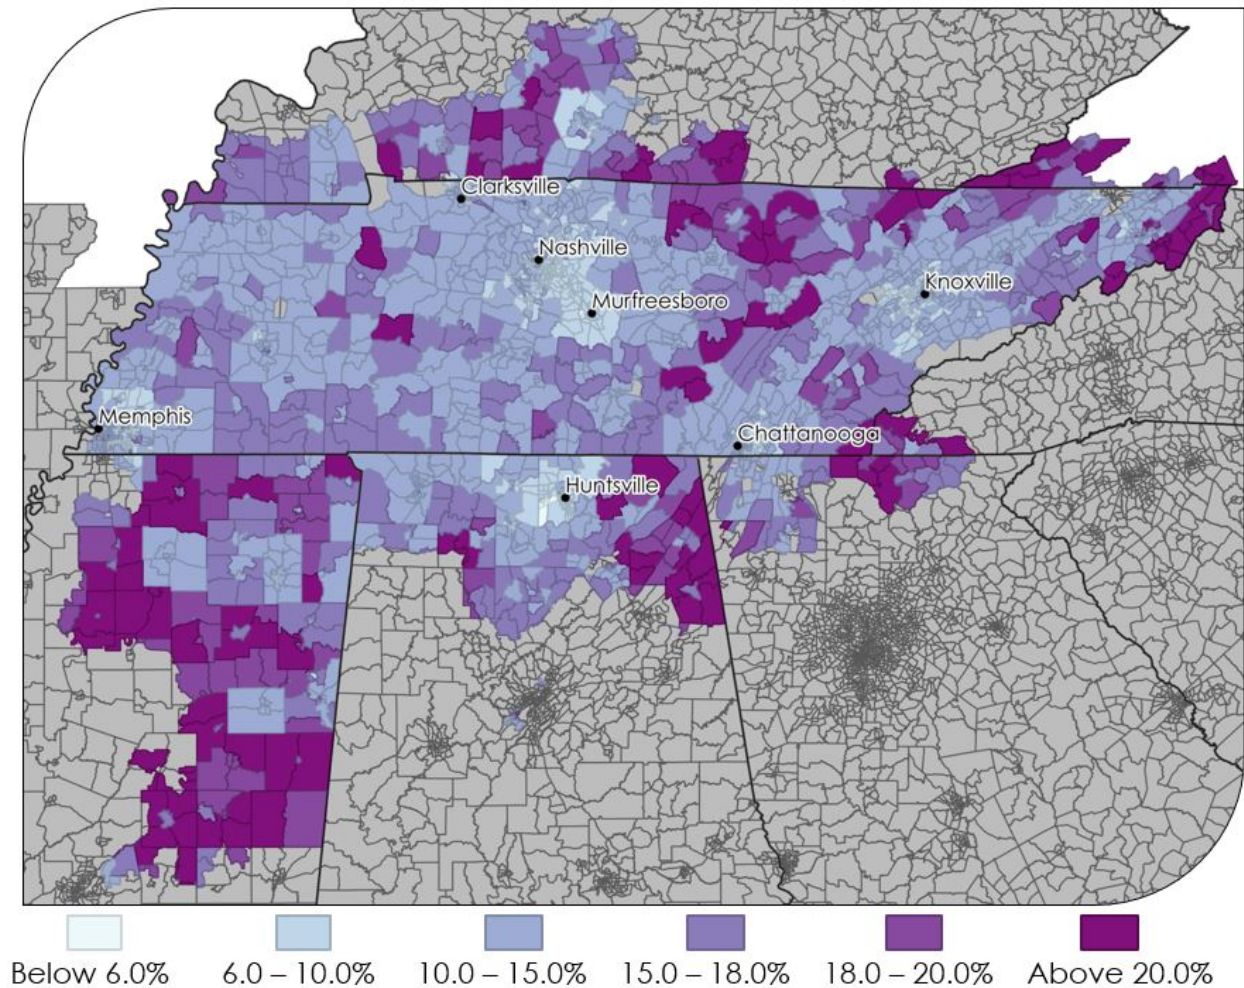 Clarksville
Nashville
Knoxville
Murfreesboro
Memphis
Chattanooga
Huntsville
Below 6.0% 6.0 – 10.0% 10.0 – 15.0% 15.0 – 18.0% 18.0 – 20.0% Above 20.0%